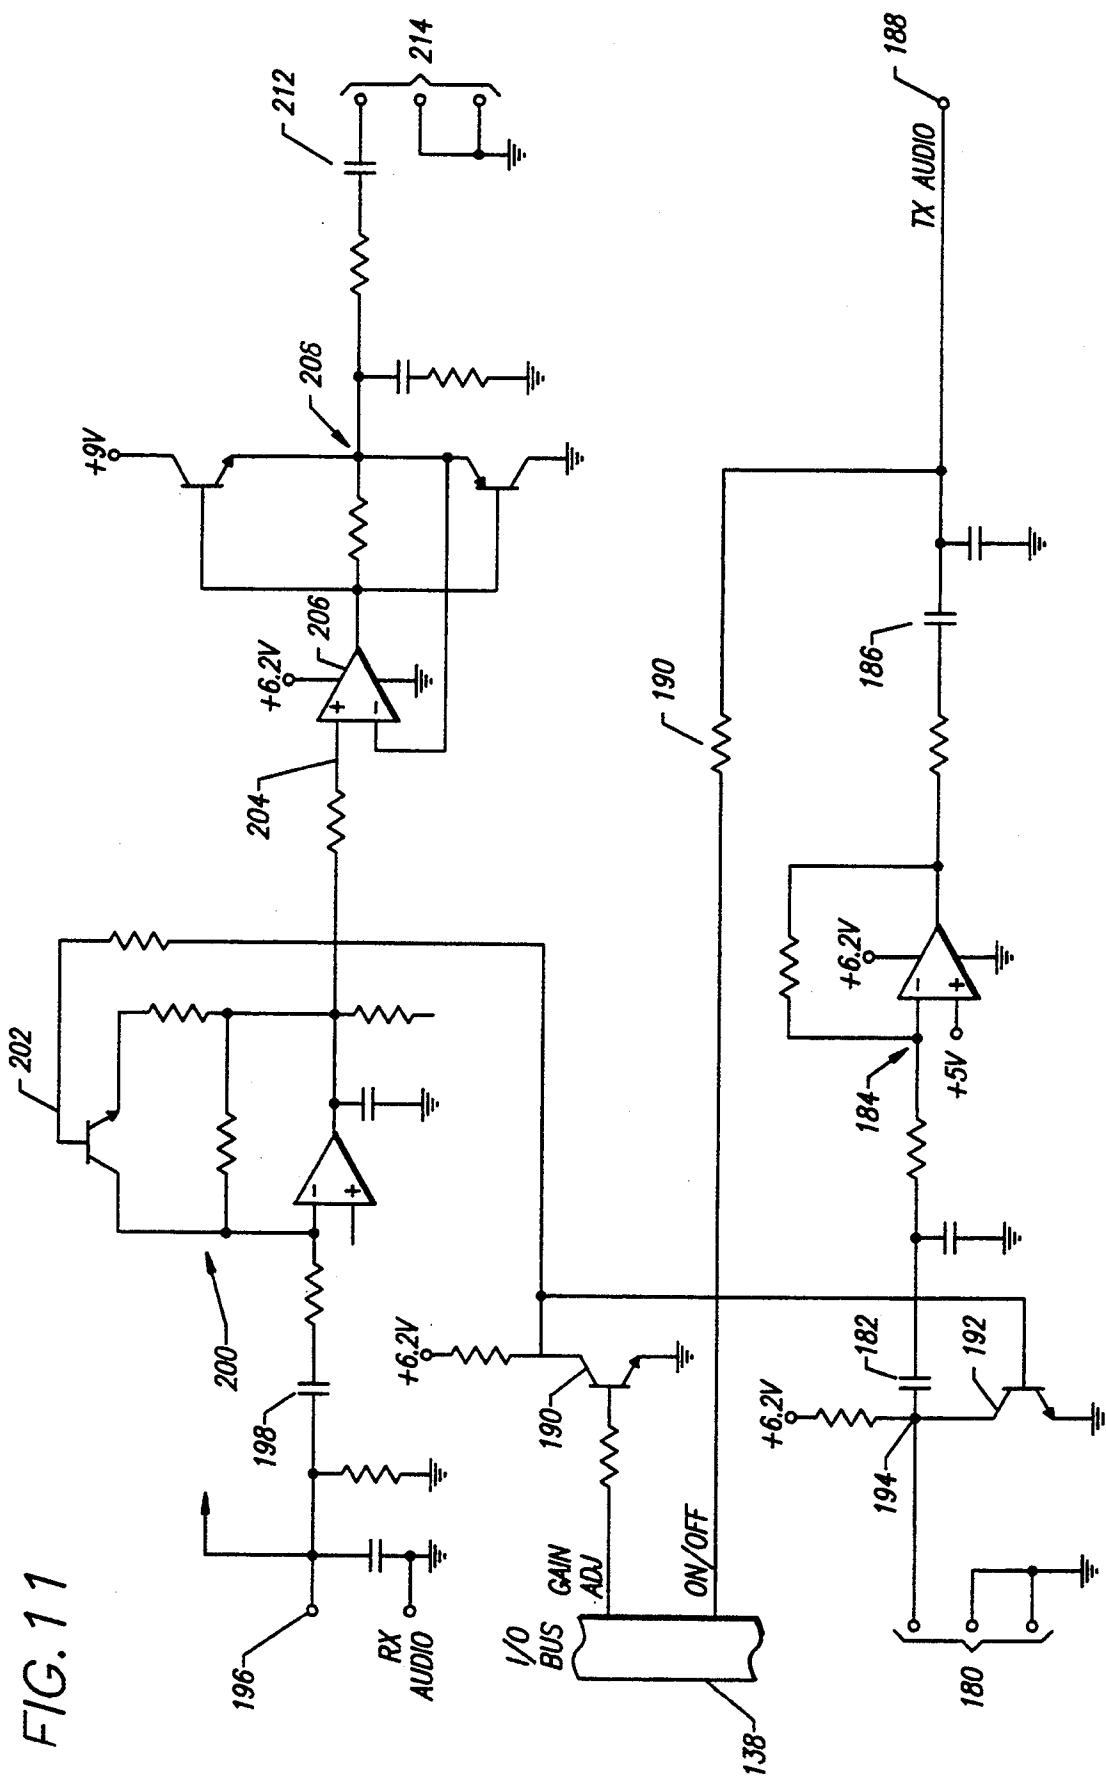 FIG. 11
196
RX
AUDIO
198
200
202
-
+
204
+6.2V
206
+
-
+9V
208
212
214
+6.2V
190
I/O
BUS
GAIN
ADJ
ON/OFF
138
190
180
194
+6.2V
182
192
184
+5V
+6.2V
-
+
186
TX AUDIO
188